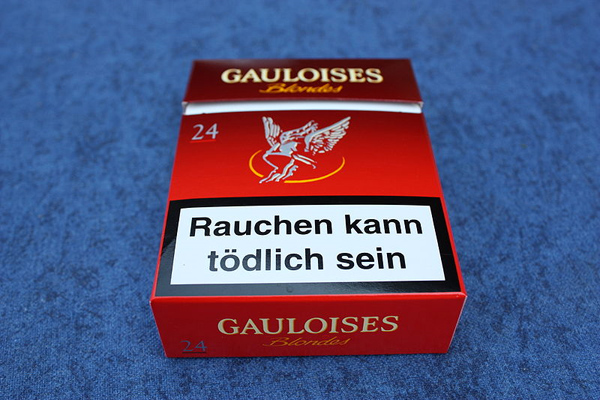 GAULOISES
Blondes
24
Rauchen kann
tödlich sein
GAULOISES
Blondes
24